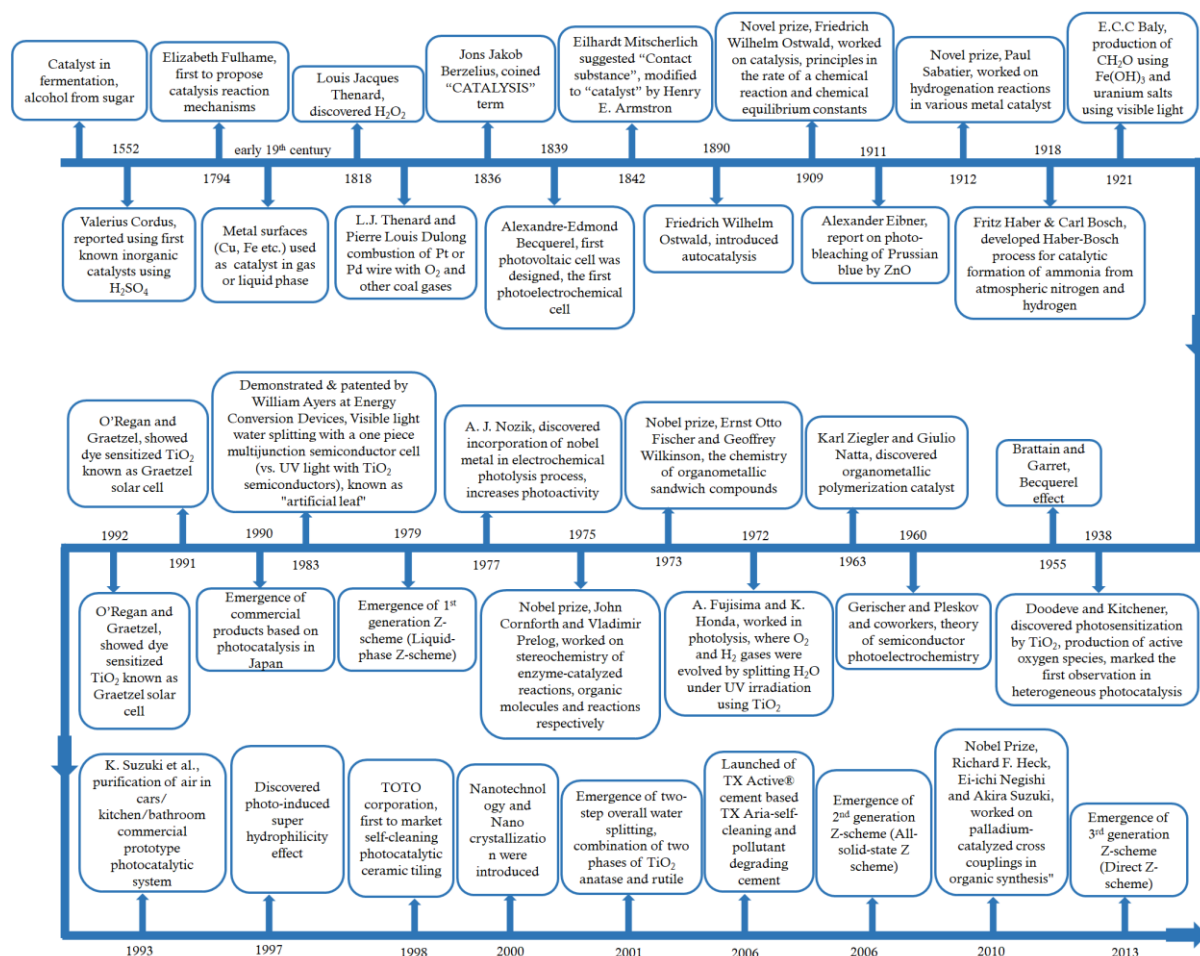 Catalyst in
fermentation,
alcohol from sugar
Elizabeth Fulhame,
first to propose
catalysis reaction
mechanisms
Louis Jacques
Thenard,
discovered H₂O₂
Jons Jakob
Berzelius, coined
“CATALYSIS”
term
Eilhardt Mitscherlich
suggested “Contact
substance”, modified
to “catalyst” by Henry
E. Armstron
Novel prize, Friedrich
Wilhelm Ostwald, worked
on catalysis, principles in
the rate of a chemical
reaction and chemical
equilibrium constants
Novel prize, Paul
Sabatier, worked on
hydrogenation reactions
in various metal catalyst
E.C.C Baly,
production of
CH₂O using
Fe(OH)₃ and
uranium salts
using visible light
1552
early 19th century
1839
1890
1911
1918
1794
1818
1836
1842
1909
1912
1921
Valerius Cordus,
reported using first
known inorganic
catalysts using
H₂SO₄
Metal surfaces
(Cu, Fe etc.) used
as catalyst in gas
or liquid phase
L.J. Thenard and
Pierre Louis Dulong
combustion of Pt or
Pd wire with O₂ and
other coal gases
Alexandre-Edmond
Becquerel, first
photovoltaic cell was
designed, the first
photoelectrochemical
cell
Friedrich Wilhelm
Ostwald, introduced
autocatalysis
Alexander Eibner,
report on photo-
bleaching of Prussian
blue by ZnO
Fritz Haber & Carl Bosch,
developed Haber-Bosch
process for catalytic
formation of ammonia from
atmospheric nitrogen and
hydrogen
O’Regan and
Graetzel, showed
dye sensitized TiO₂
known as Graetzel
solar cell
Demonstrated & patented by
William Ayers at Energy
Conversion Devices, Visible light
water splitting with a one piece
multijunction semiconductor cell
(vs. UV light with TiO₂
semiconductors), known as
"artificial leaf"
A. J. Nozik, discovered
incorporation of nobel
metal in electrochemical
photolysis process,
increases photoactivity
Nobel prize, Ernst Otto
Fischer and Geoffrey
Wilkinson, the chemistry
of organometallic
sandwich compounds
Karl Ziegler and Giulio
Natta, discovered
organometallic
polymerization catalyst
Brattain and
Garret,
Becquerel
effect
1992
1990
1979
1975
1972
1960
1938
1991
1983
1977
1973
1963
1955
O’Regan and
Graetzel,
showed dye
sensitized
TiO₂ known as
Graetzel solar
cell
Emergence of
commercial
products based on
photocatalysis in
Japan
Emergence of 1st
generation Z-
scheme (Liquid-
phase Z-scheme)
Nobel prize, John
Cornforth and Vladimir
Prelog, worked on
stereochemistry of
enzyme-catalyzed
reactions, organic
molecules and reactions
respectively
A. Fujisima and K.
Honda, worked in
photolysis, where O₂
and H₂ gases were
evolved by splitting H₂O
under UV irradiation
using TiO₂
Gerischer and Pleskov
and coworkers, theory
of semiconductor
photoelectrochemistry
Doodeve and Kitchener,
discovered photosensitization
by TiO₂, production of active
oxygen species, marked the
first observation in
heterogeneous photocatalysis
K. Suzuki et al.,
purification of air in
cars/
kitchen/bathroom
commercial
prototype photocatalytic
system
Discovered
photo-induced
super
hydrophilicity
effect
TOTO
corporation,
first to market
self-cleaning
photocatalytic
ceramic tiling
Nanotechnol
ogy and
Nano
crystallizatio
n were
introduced
Emergence of two-
step overall water
splitting,
combination of two
phases of TiO₂
anatase and rutile
Launched of
TX Active®
cement based
TX Aria-self-
cleaning and
pollutant
degrading
cement
Emergence of
2nd generation
Z-scheme (All-
solid-state Z
scheme)
Nobel Prize,
Richard F. Heck,
Ei-ichi Negishi
and Akira Suzuki,
worked on
palladium-
catalyzed cross
couplings in
organic synthesis”
Emergence of
3rd generation
Z-scheme
(Direct Z-
scheme)
1993
1997
1998
2000
2001
2006
2006
2010
2013